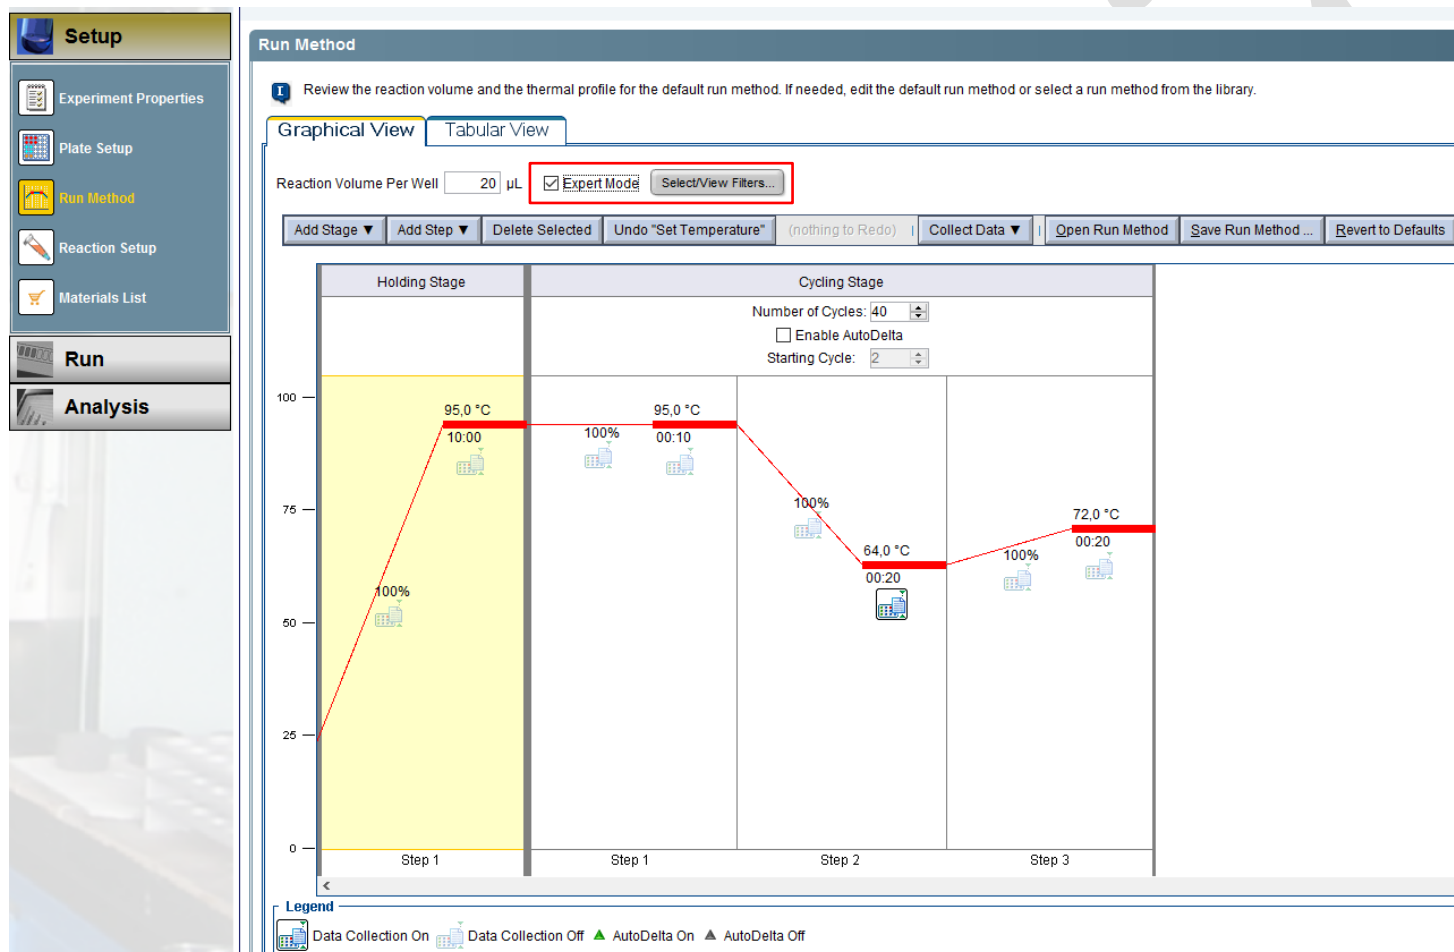 Setup
Experiment Properties
Plate Setup
Run Method
Reaction Setup
Materials List
Run
Analysis
Run Method
Review the reaction volume and the thermal profile for the default run method. If needed, edit the default run method or select a run method from the library.
Graphical View Tabular View
Reaction Volume Per Well 20 µL Expert Mode Select/View Filters...
Add Stage ▼ Add Step ▼ Delete Selected Undo "Set Temperature" (nothing to Redo) Collect Data ▼ Open Run Method Save Run Method ... Revert to Defaults
Holding Stage Cycling Stage
Number of Cycles: 40
Enable AutoDelta
Starting Cycle: 2
100
95,0 °C 95,0 °C
10:00 100% 00:10
75
100% 72,0 °C
64,0 °C 100% 00:20
00:20
100%
50
25
0
Step 1 Step 1 Step 2 Step 3
Legend
Data Collection On Data Collection Off AutoDelta On AutoDelta Off